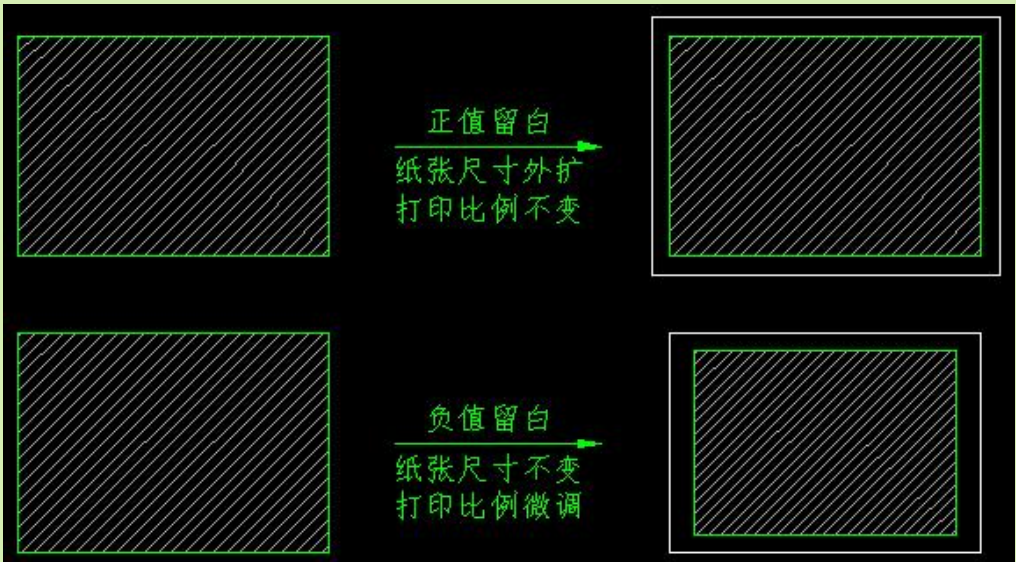 正值留白
纸张尺寸外扩
打印比例不变
负值留白
纸张尺寸不变
打印比例微调